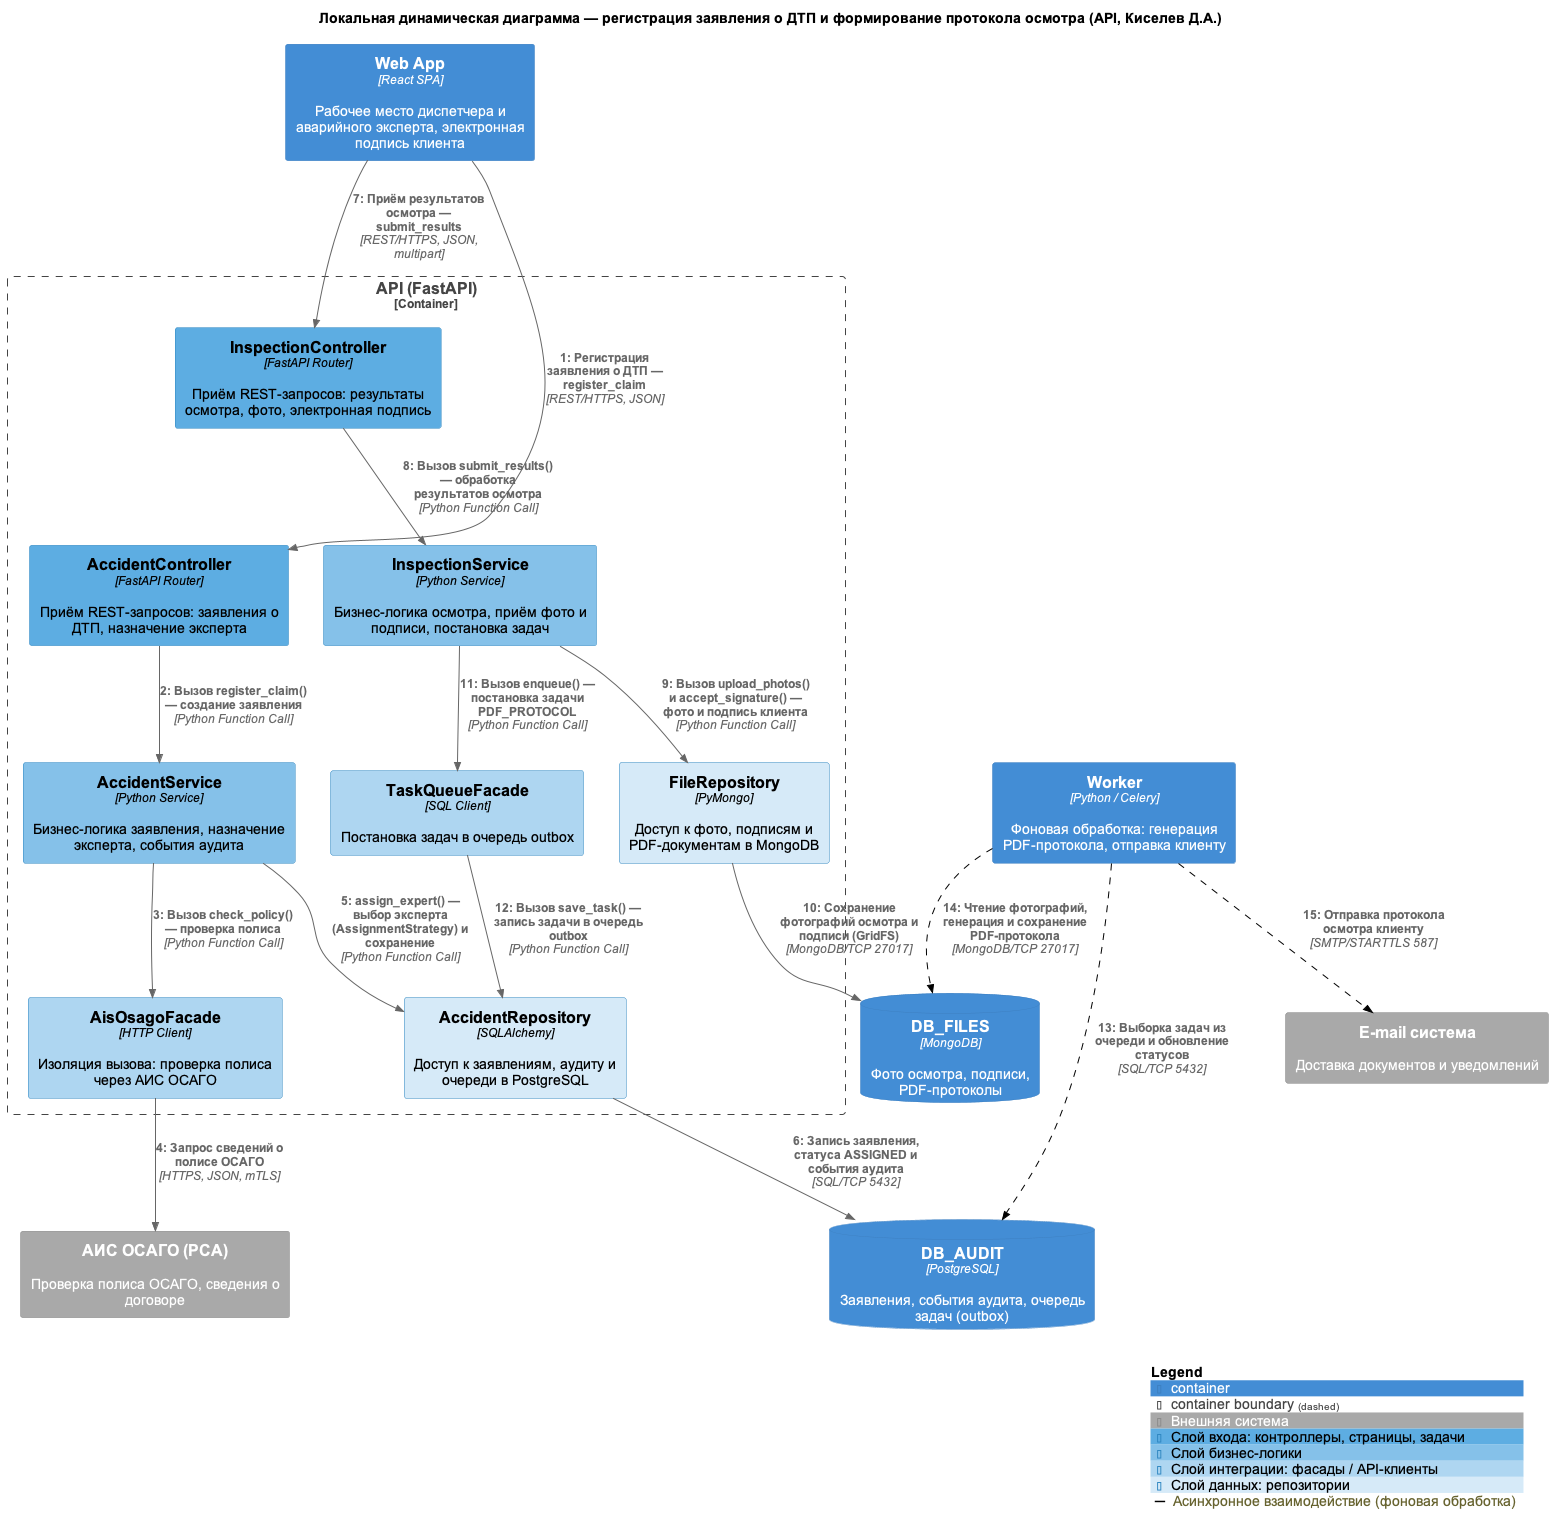 Локальная динамическая диаграмма — регистрация заявления о ДТП и формирование протокола осмотра (API, Киселев Д.А.)
Web App
[React SPA]
Рабочее место диспетчера и
аварийного эксперта, электронная
подпись клиента
7: Приём результатов
осмотра —
submit_results
[REST/HTTPS, JSON,
multipart]
API (FastAPI)
[Container]
InspectionController
[FastAPI Router]
Приём REST-запросов: результаты
осмотра, фото, электронная подпись
1: Регистрация
заявления о ДТП —
register_claim
[REST/HTTPS, JSON]
8: Вызов submit_results()
— обработка
результатов осмотра
[Python Function Call]
AccidentController
[FastAPI Router]
Приём REST-запросов: заявления о
ДТП, назначение эксперта
InspectionService
[Python Service]
Бизнес-логика осмотра, приём фото и
подписи, постановка задач
2: Вызов register_claim()
— создание заявления
[Python Function Call]
11: Вызов enqueue() —
постановка задачи
PDF_PROTOCOL
[Python Function Call]
9: Вызов upload_photos()
и accept_signature() —
фото и подпись клиента
[Python Function Call]
AccidentService
[Python Service]
Бизнес-логика заявления, назначение
эксперта, события аудита
TaskQueueFacade
[SQL Client]
Постановка задач в очередь outbox
FileRepository
[PyMongo]
Доступ к фото, подписям и
PDF-документам в MongoDB
Worker
[Python / Celery]
Фоновая обработка: генерация
PDF-протокола, отправка клиенту
3: Вызов check_policy()
— проверка полиса
[Python Function Call]
5: assign_expert() —
выбор эксперта
(AssignmentStrategy) и
сохранение
[Python Function Call]
12: Вызов save_task() —
запись задачи в очередь
outbox
[Python Function Call]
10: Сохранение
фотографий осмотра и
подписи (GridFS)
[MongoDB/TCP 27017]
14: Чтение фотографий,
генерация и сохранение
PDF-протокола
[MongoDB/TCP 27017]
15: Отправка протокола
осмотра клиенту
[SMTP/STARTTLS 587]
AisOsagoFacade
[HTTP Client]
Изоляция вызова: проверка полиса
через АИС ОСАГО
AccidentRepository
[SQLAlchemy]
Доступ к заявлениям, аудиту и
очереди в PostgreSQL
DB_FILES
[MongoDB]
Фото осмотра, подписи,
PDF-протоколы
13: Выборка задач из
очереди и обновление
статусов
[SQL/TCP 5432]
E-mail система
Доставка документов и уведомлений
4: Запрос сведений о
полисе ОСАГО
[HTTPS, JSON, mTLS]
6: Запись заявления,
статуса ASSIGNED и
события аудита
[SQL/TCP 5432]
АИС ОСАГО (РСА)
Проверка полиса ОСАГО, сведения о
договоре
DB_AUDIT
[PostgreSQL]
Заявления, события аудита, очередь
задач (outbox)
Legend
container
container boundary (dashed)
Внешняя система
Слой входа: контроллеры, страницы, задачи
Слой бизнес-логики
Слой интеграции: фасады / API-клиенты
Слой данных: репозитории
Асинхронное взаимодействие (фоновая обработка)